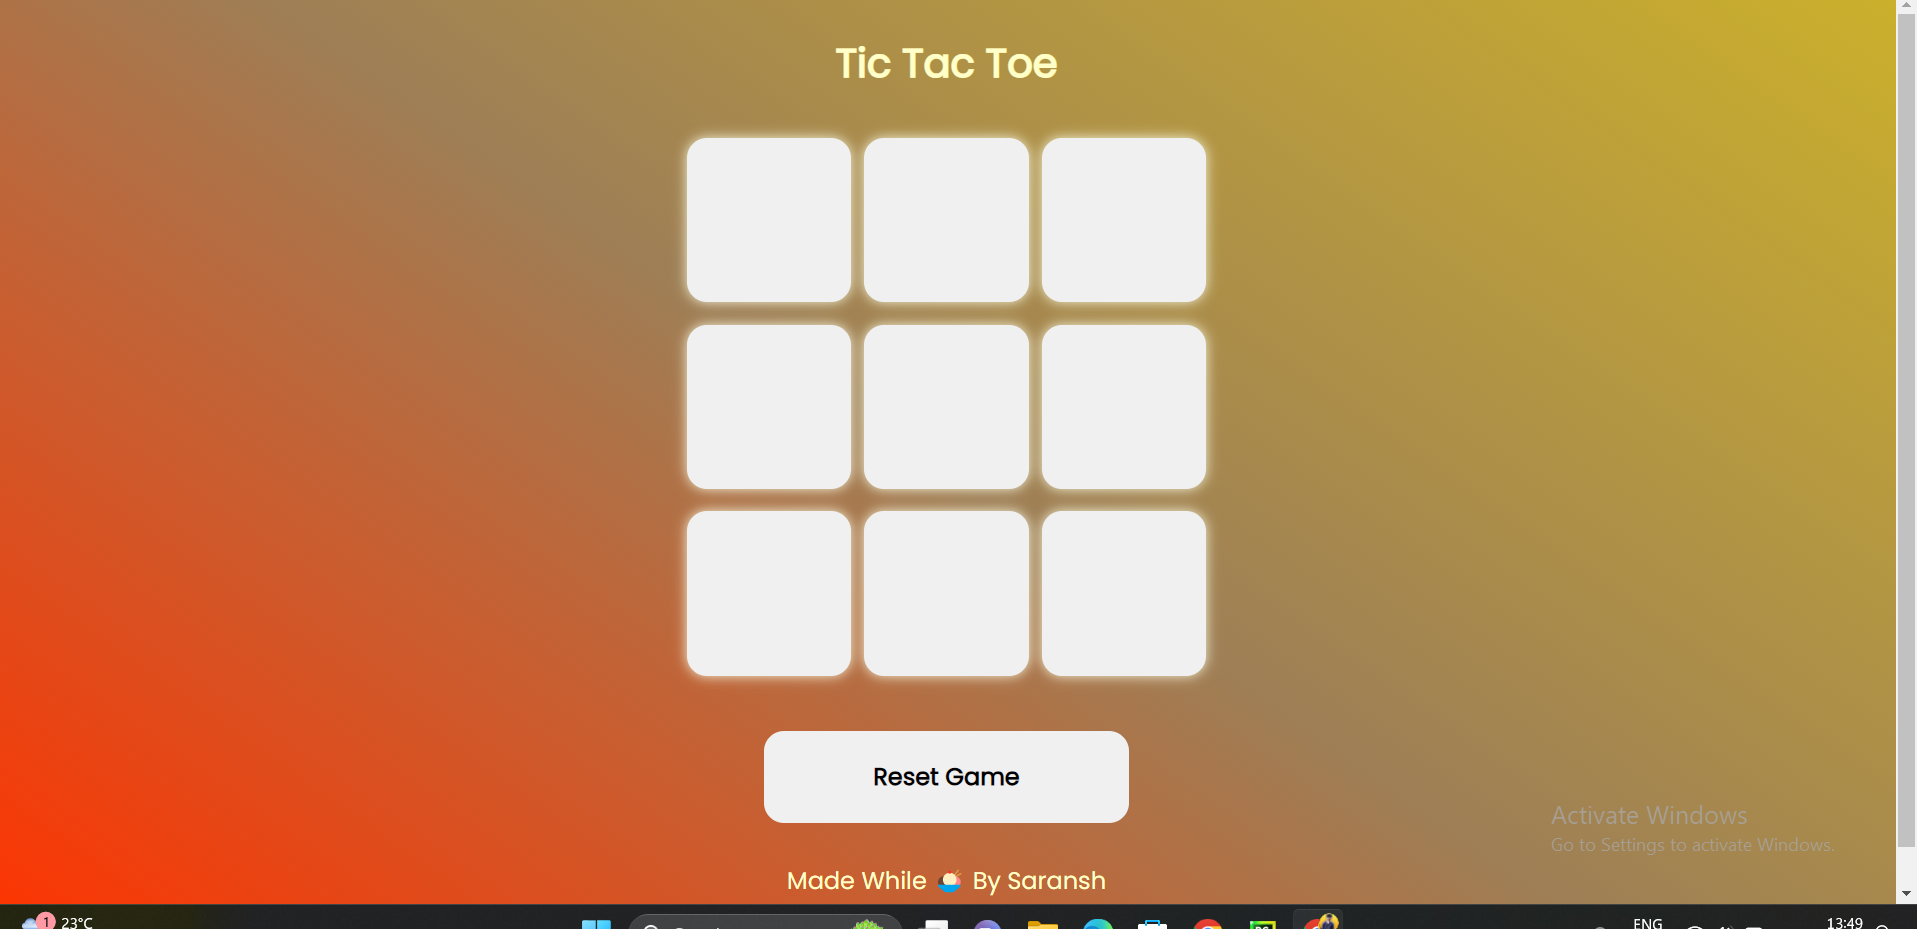 Tic Tac Toe
Reset Game
Activate Windows
Go to Settings to activate Windows.
Made While 🍚 By Saransh
1
23°C
ENG
13:49